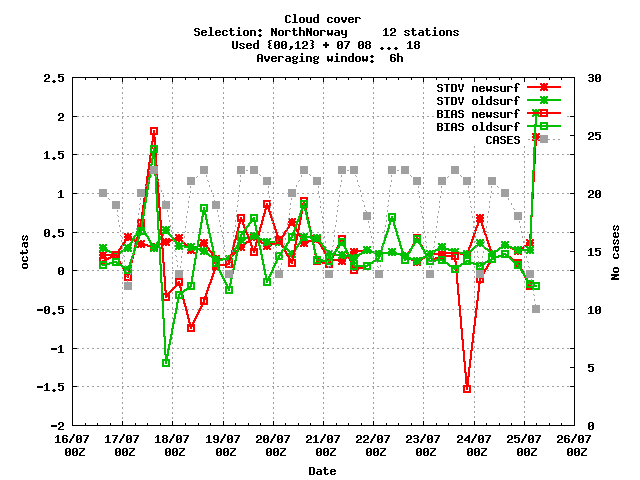 Cloud cover
Selection: NorthNorway     12 stations
Used {00,12} + 07 08 ... 18
Averaging window:  6h
STDV newsurf
STDV oldsurf
BIAS newsurf
BIAS oldsurf
CASES
2.5
2
1.5
1
0.5
0
-0.5
-1
-1.5
-2
octas
30
25
20
15
10
5
0
No cases
16/07 17/07 18/07 19/07 20/07 21/07 22/07 23/07 24/07 25/07 26/07
00Z 00Z 00Z 00Z 00Z 00Z 00Z 00Z 00Z 00Z 00Z
Date